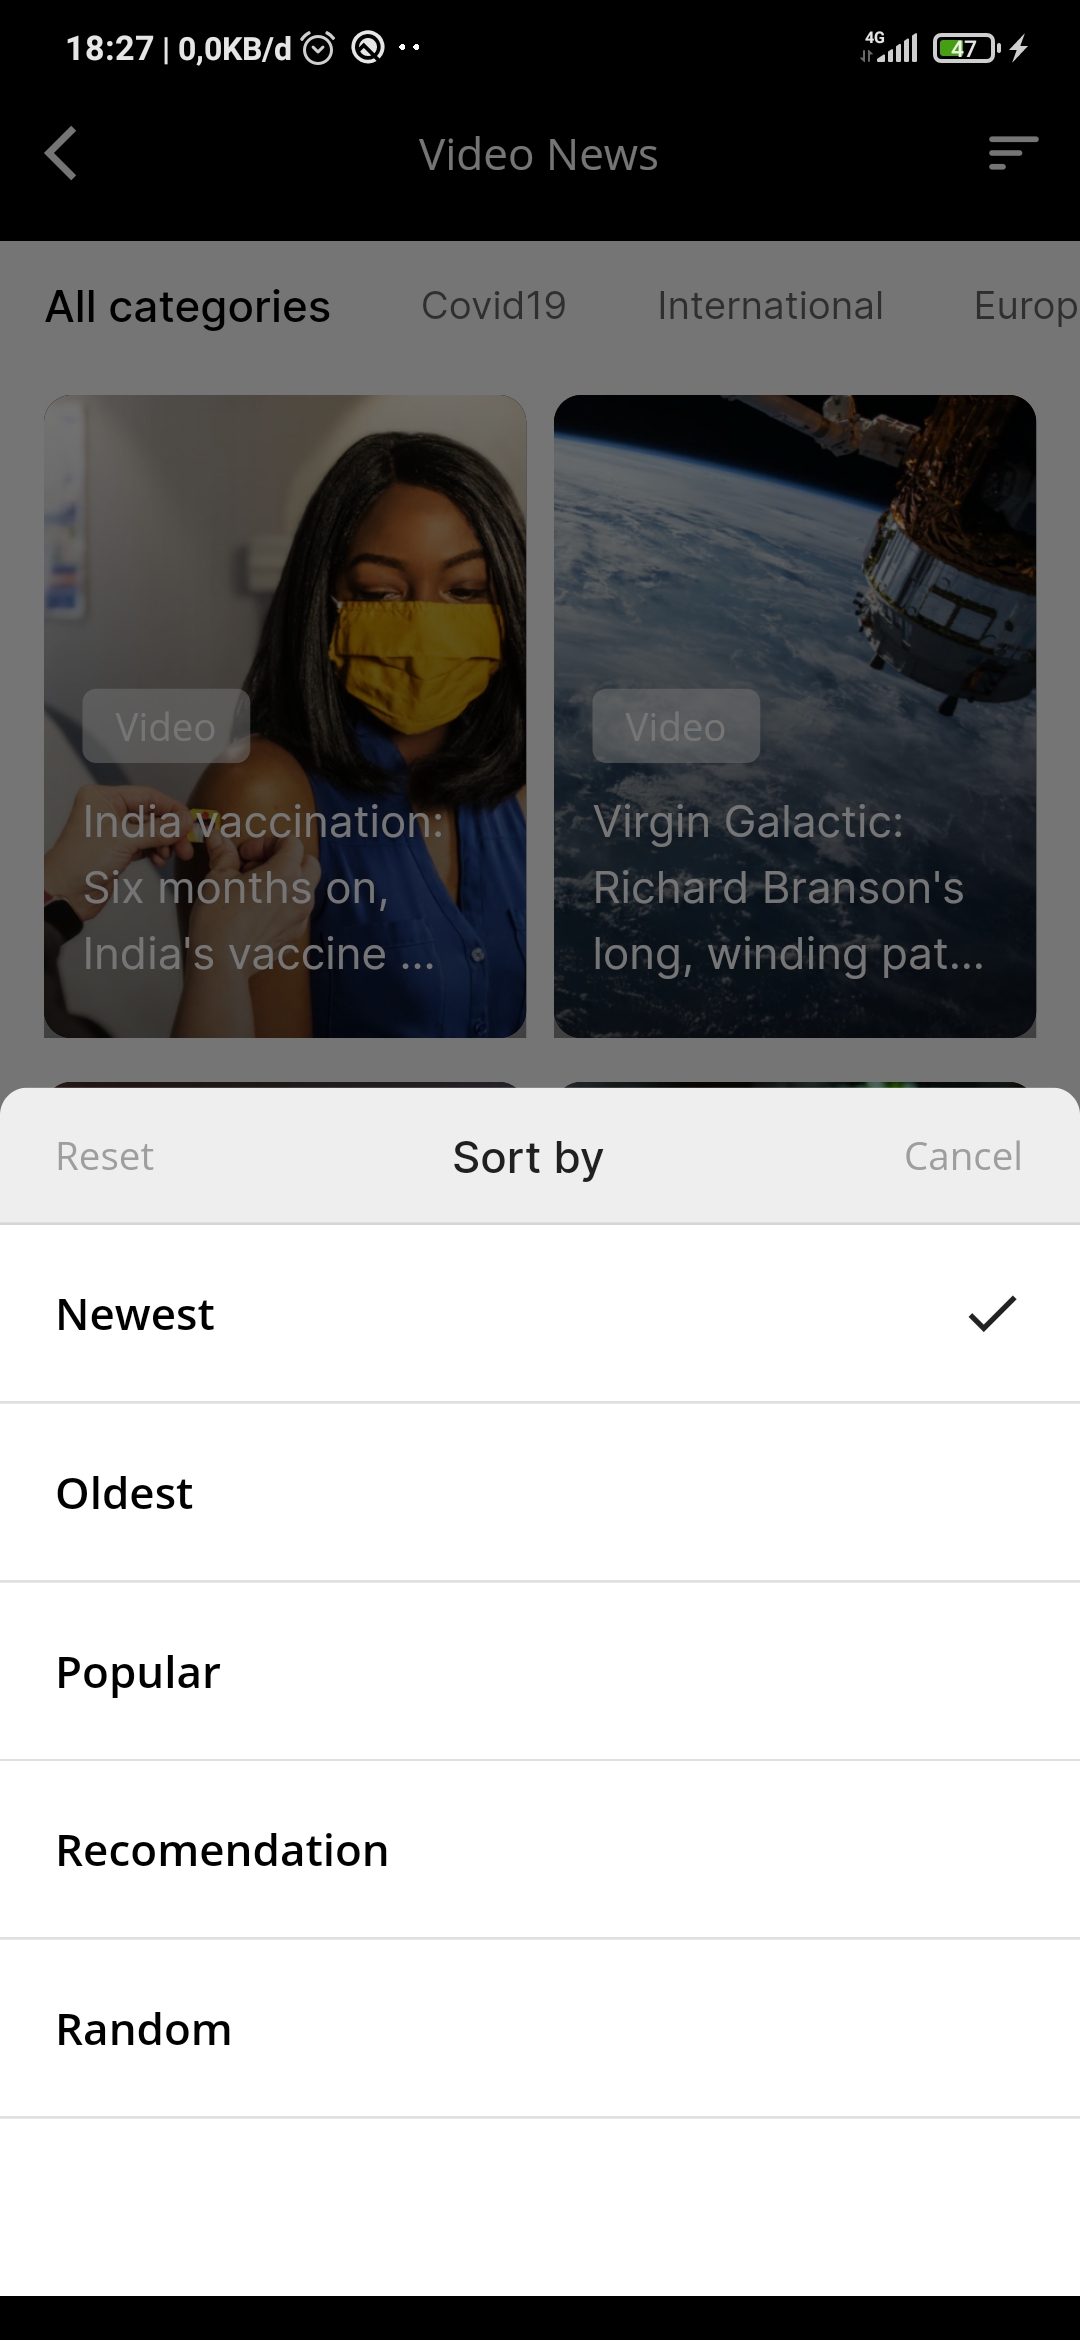 18:27 | 0,0KB/d
4G
47
Video News
All categories Covid19 International Europ
Video
India vaccination:
Six months on,
India's vaccine ...
Video
Virgin Galactic:
Richard Branson's
long, winding pat...
Reset Sort by Cancel
Newest
Oldest
Popular
Recomendation
Random